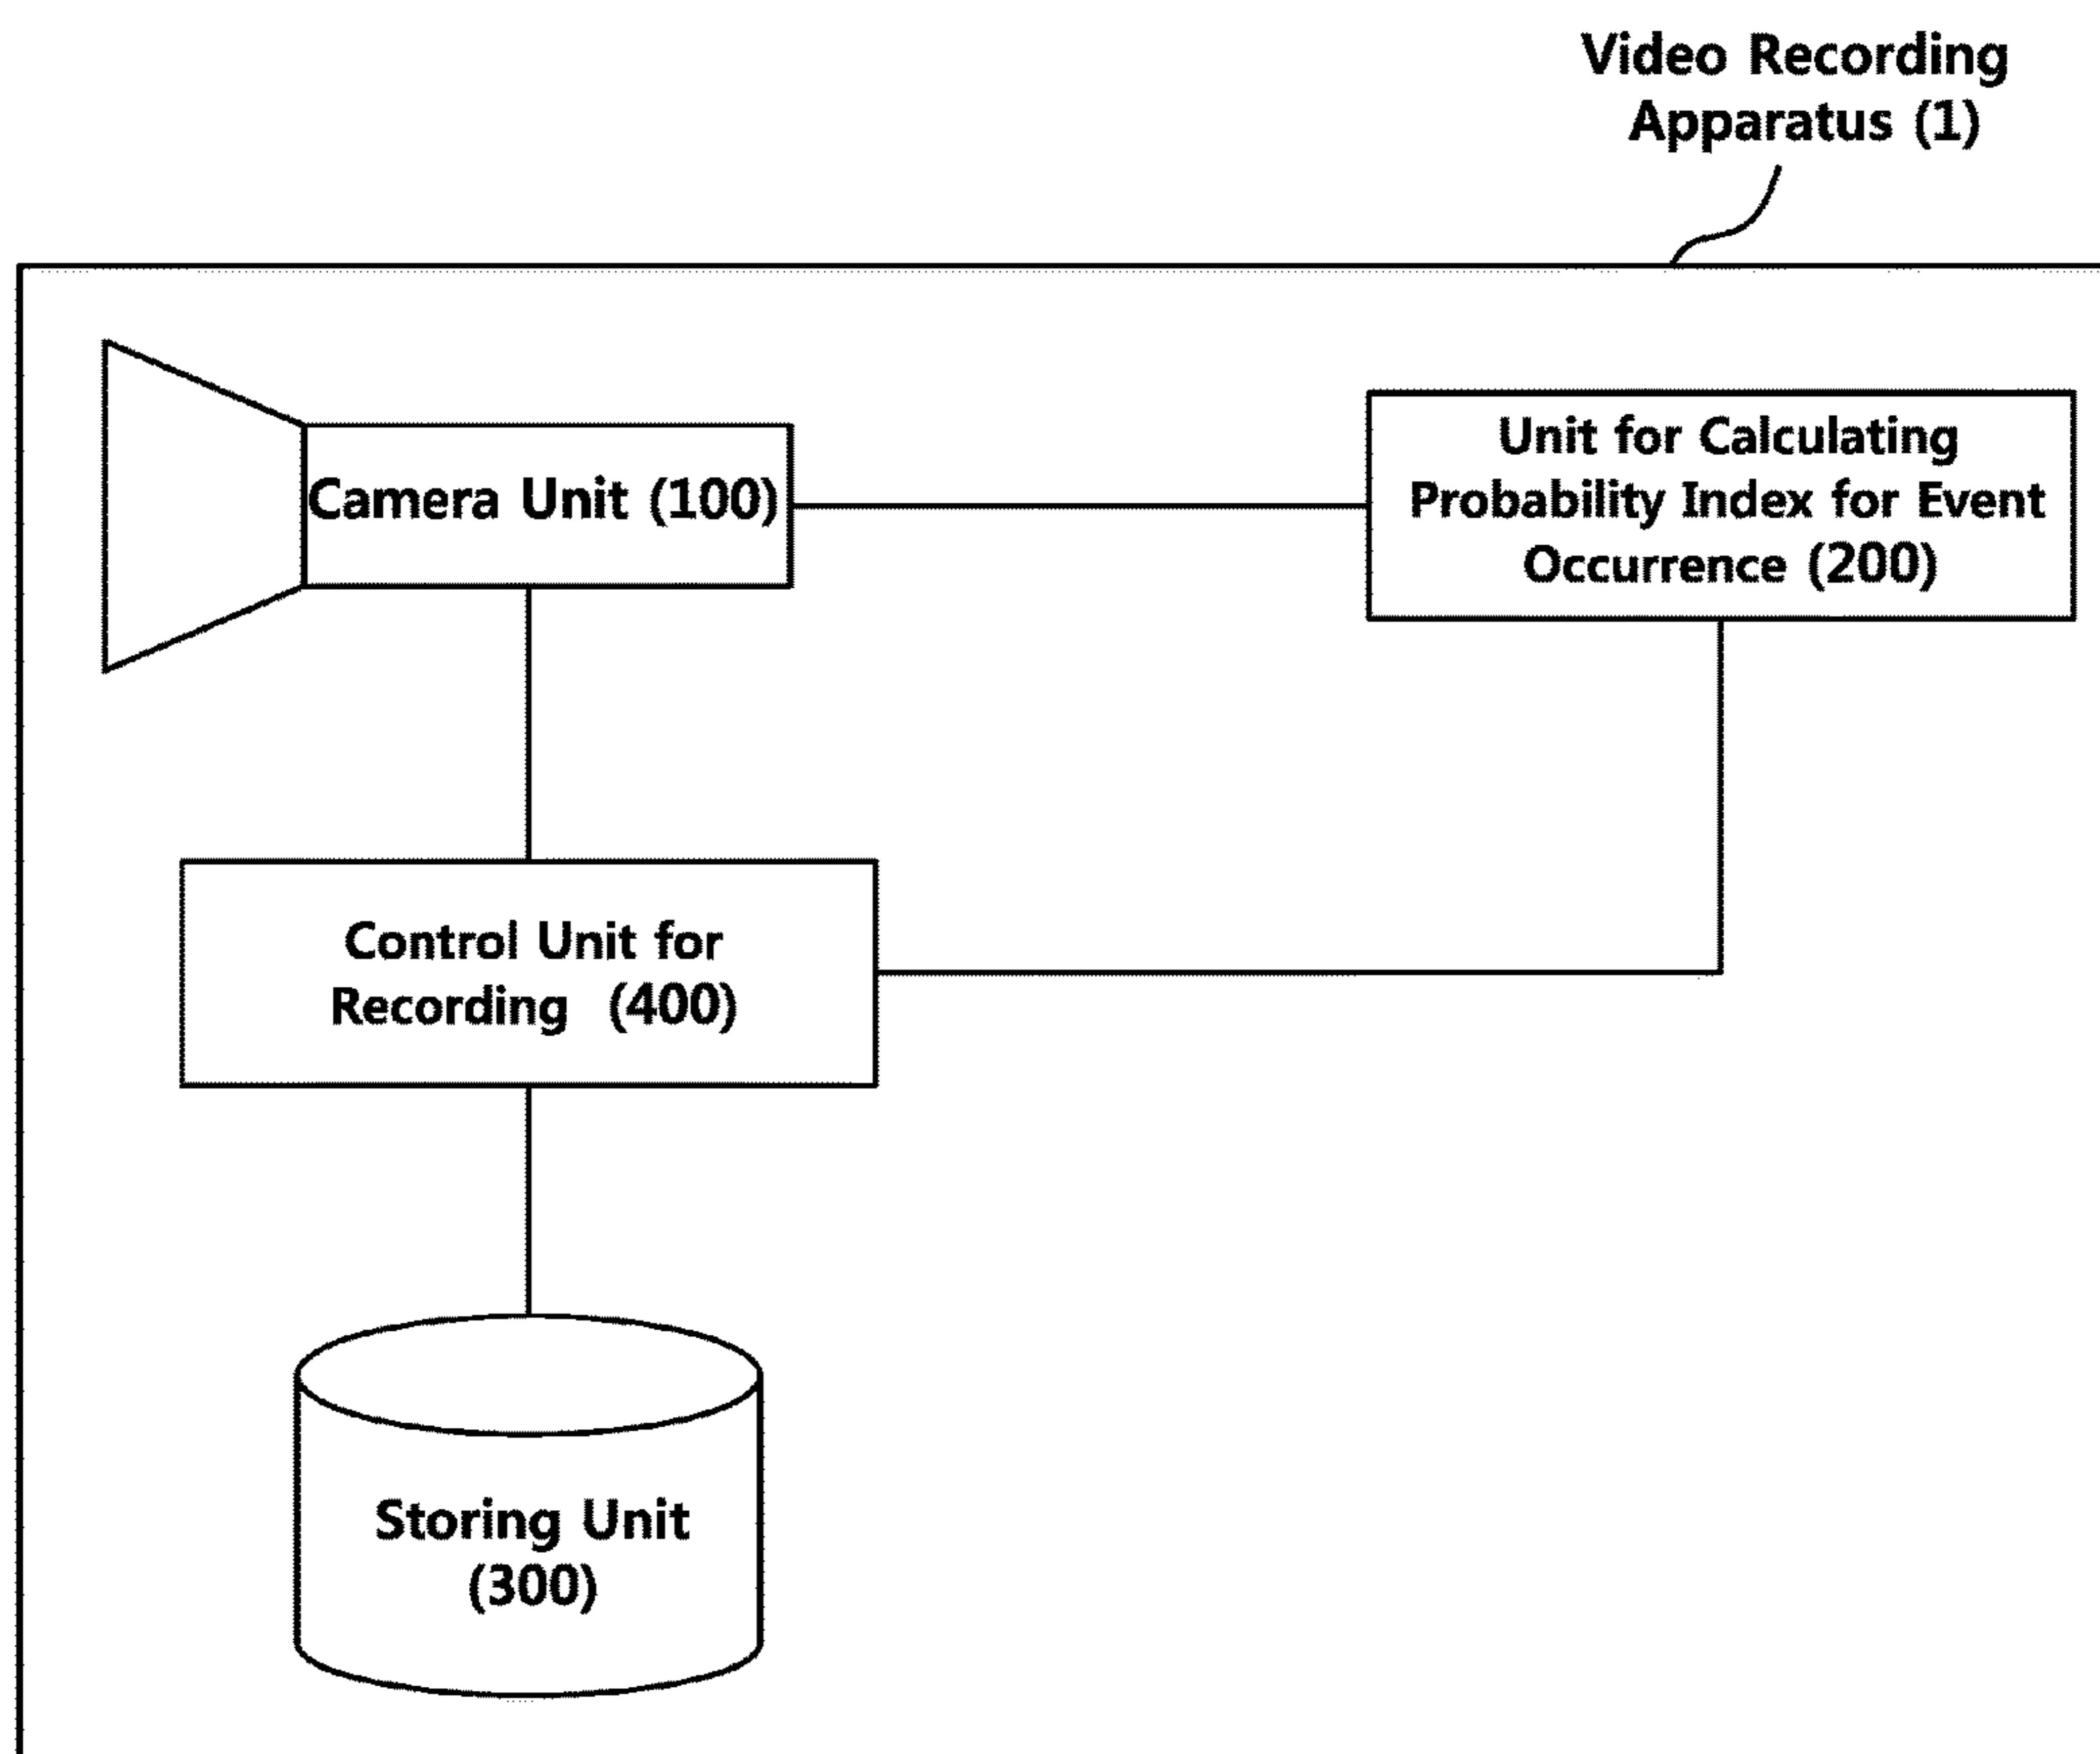 Video Recording
Apparatus (1)
Camera Unit (100)
Unit for Calculating
Probability Index for Event
Occurrence (200)
Control Unit for
Recording (400)
Storing Unit
(300)